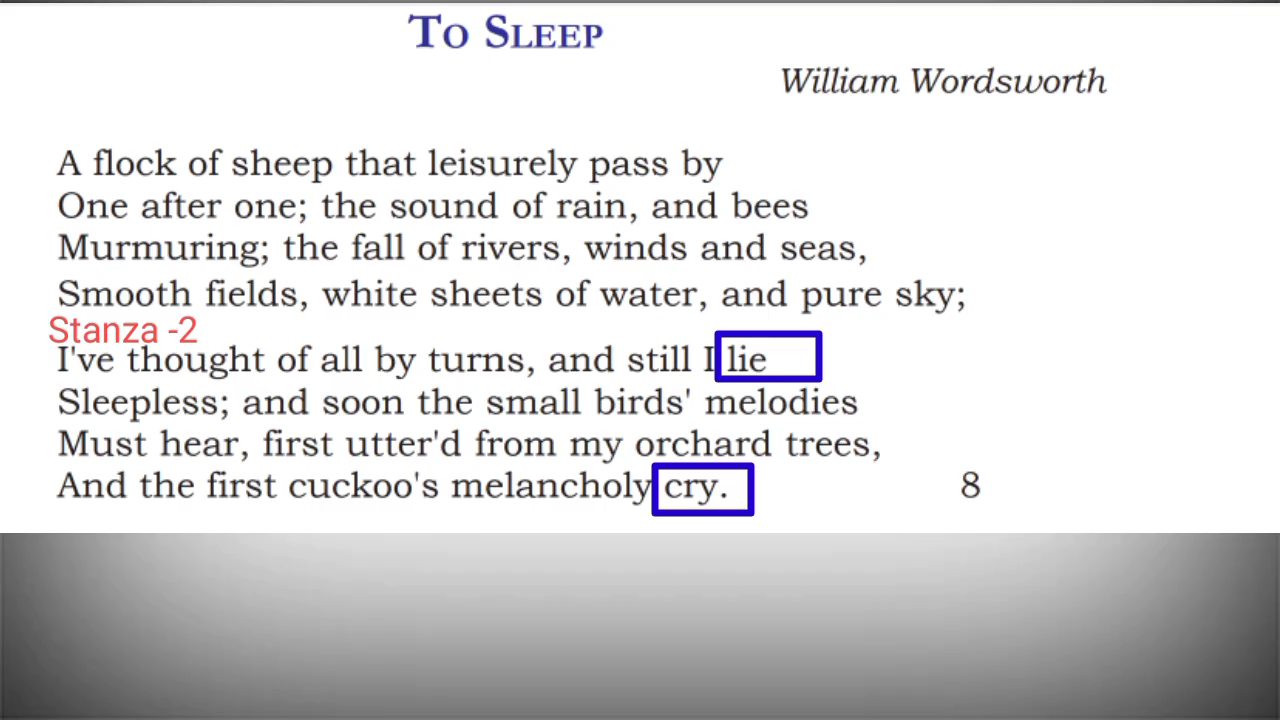 To Sleep
William Wordsworth
A flock of sheep that leisurely pass by
One after one; the sound of rain, and bees
Murmuring; the fall of rivers, winds and seas,
Smooth fields, white sheets of water, and pure sky;
Stanza -2
I've thought of all by turns, and still I lie
Sleepless; and soon the small birds' melodies
Must hear, first utter'd from my orchard trees,
And the first cuckoo's melancholy cry. 8